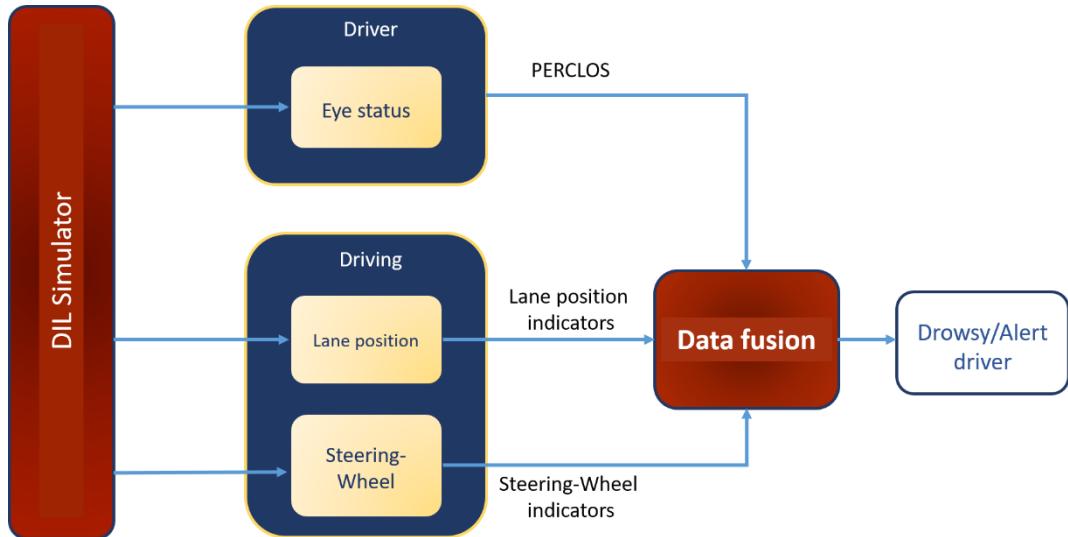 DIL Simulator
Driver
Eye status
PERCLOS
Driving
Lane position
Lane position
indicators
Steering-
Wheel
Steering-Wheel
indicators
Data fusion
Drowsy/Alert
driver